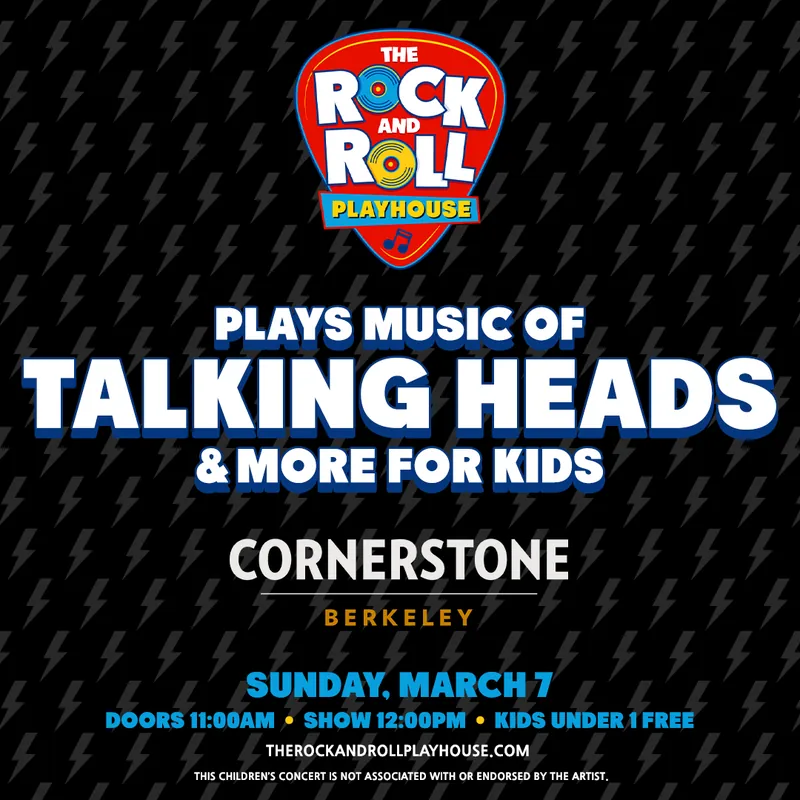 THE
ROCK
AND
ROLL
PLAYHOUSE
PLAYS MUSIC OF
TALKING HEADS
& MORE FOR KIDS
CORNERSTONE
BERKELEY
SUNDAY, MARCH 7
DOORS 11:00AM • SHOW 12:00PM • KIDS UNDER 1 FREE
THEROCKANDROLLPLAYHOUSE.COM
THIS CHILDREN'S CONCERT IS NOT ASSOCIATED WITH OR ENDORSED BY THE ARTIST.